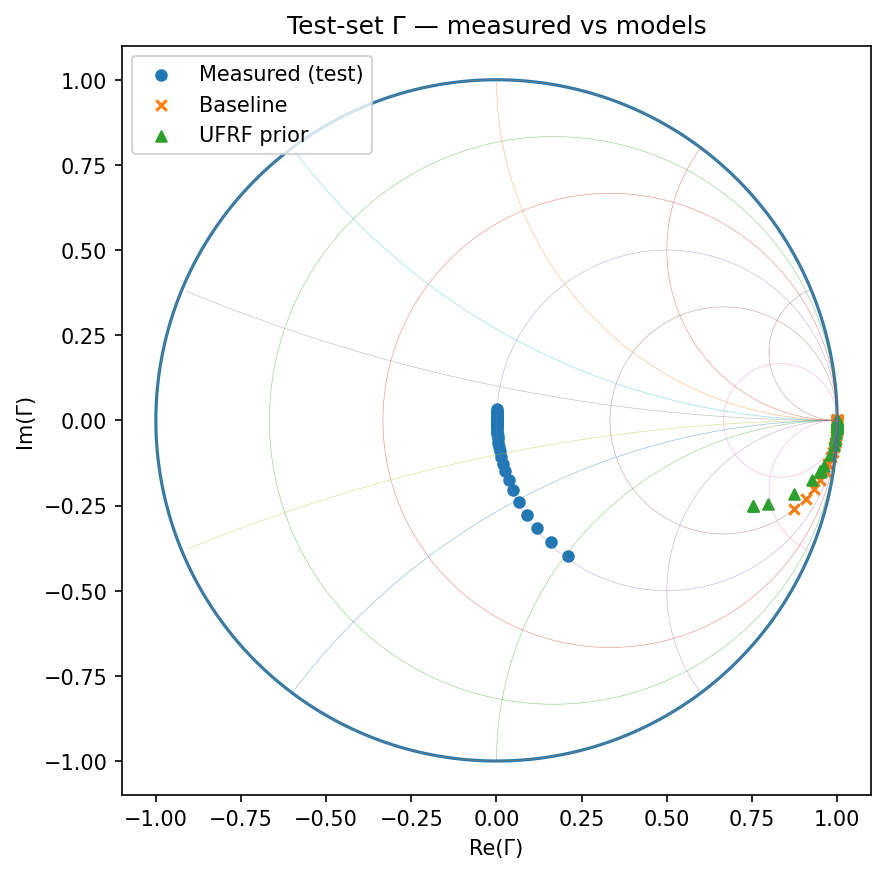 Test-set Γ — measured vs models
Measured (test)
Baseline
UFRF prior
1.00
0.75
0.50
0.25
0.00
−0.25
−0.50
−0.75
−1.00
Im(Γ)
−1.00 −0.75 −0.50 −0.25 0.00 0.25 0.50 0.75 1.00
Re(Γ)